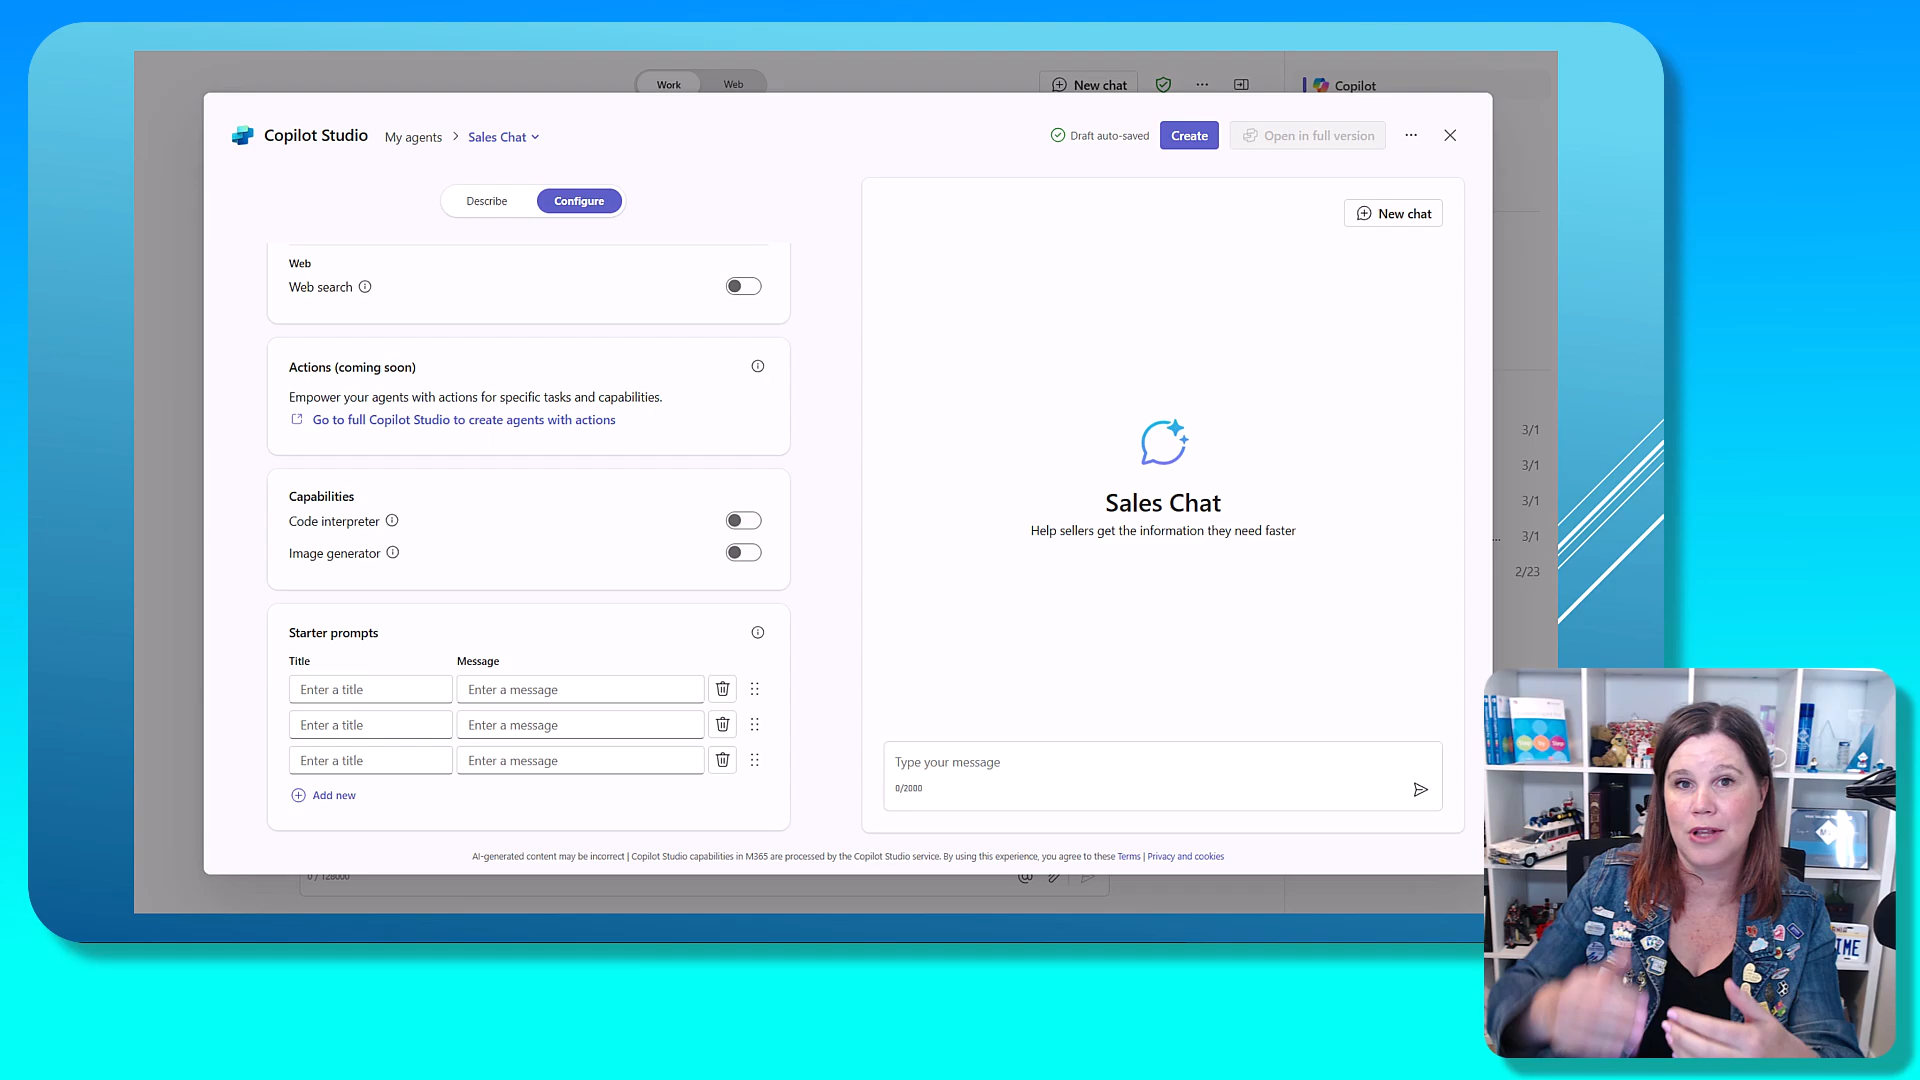 Work
Web
New chat
Copilot
Copilot Studio
My agents
Sales Chat
Draft auto-saved
Create
Open in full version
Describe
Configure
New chat
Web
Web search
Actions (coming soon)
Empower your agents with actions for specific tasks and capabilities.
Go to full Copilot Studio to create agents with actions
Capabilities
Code interpreter
Image generator
Starter prompts
Title
Message
Enter a title
Enter a message
Enter a title
Enter a message
Enter a title
Enter a message
Add new
Sales Chat
Help sellers get the information they need faster
Type your message
0/2000
3/1
3/1
3/1
... 3/1
2/23
AI-generated content may be incorrect | Copilot Studio capabilities in M365 are processed by the Copilot Studio service. By using this experience, you agree to these Terms | Privacy and cookies
0 / 128000